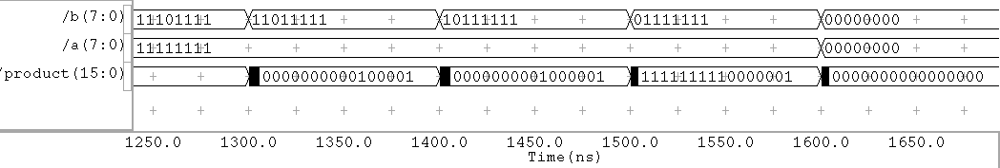 /b(7:0) 11101111 11011111 10111111 01111111 00000000
/a(7:0) 11111111 00000000
/product(15:0) 0000000000100001 0000000001000001 1111111110000001 0000000000000000
1250.0 1300.0 1350.0 1400.0 1450.0 1500.0 1550.0 1600.0 1650.0
Time(ns)